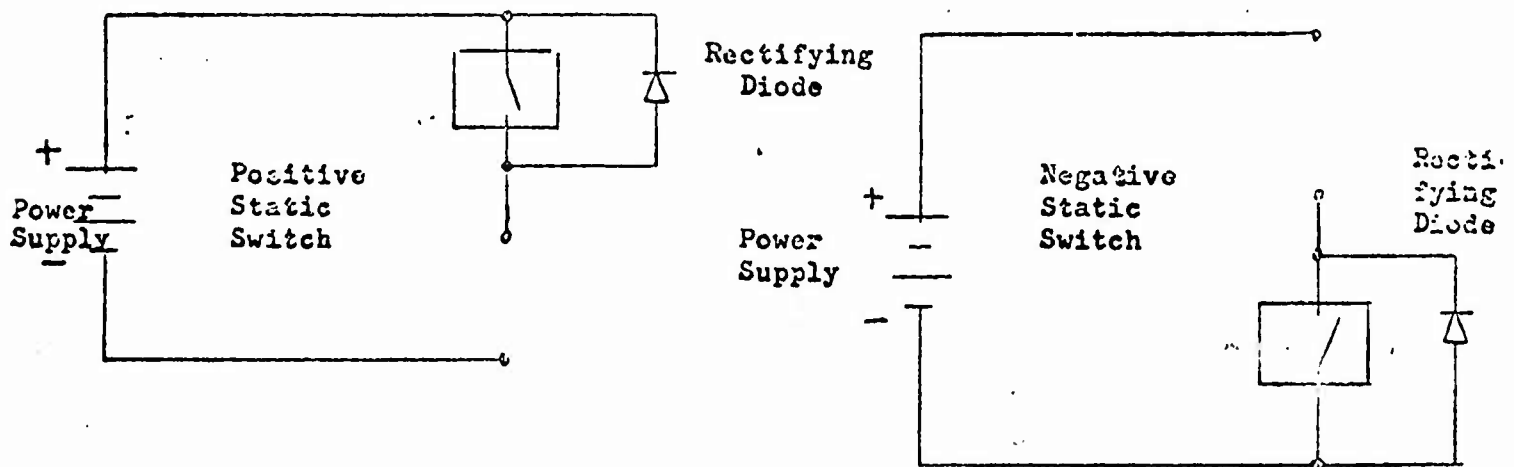 Rectifying
Diode
+
Positive
Static
Switch
Power
Supply
-
Negative
Static
Switch
Recti-
fying
Diode
+
Power
Supply
-